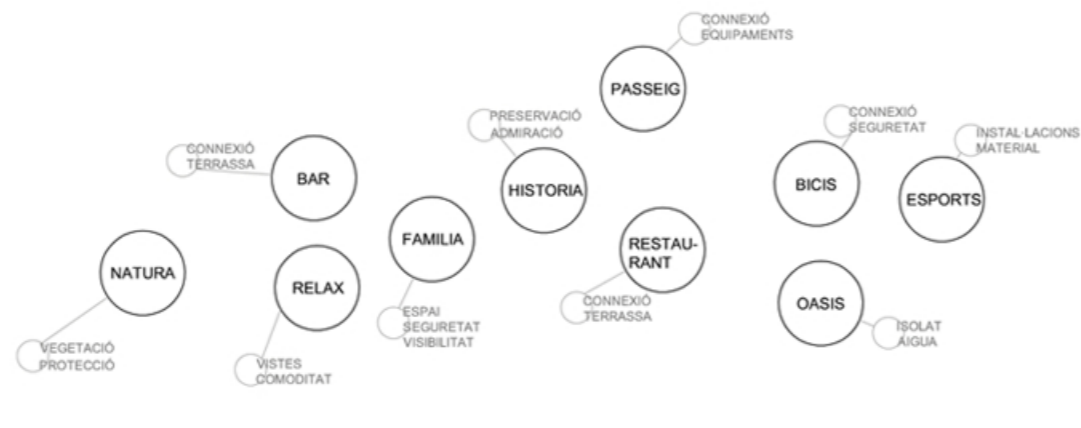 CONNEXIÓ
EQUIPAMENTS
PASSEIG
PRESERVACIÓ
ADMIRACIÓ
HISTORIA
CONNEXIÓ
SEGURETAT
BICIS
INSTAL·LACIONS
MATERIAL
ESPORTS
CONNEXIÓ
TERRASSA
BAR
FAMILIA
ESPAI
SEGURETAT
VISIBILITAT
RESTAU-
RANT
CONNEXIÓ
TERRASSA
NATURA
VEGETACIÓ
PROTECCIÓ
RELAX
VISTES
COMODITAT
OASIS
ISOLAT
AIGUA